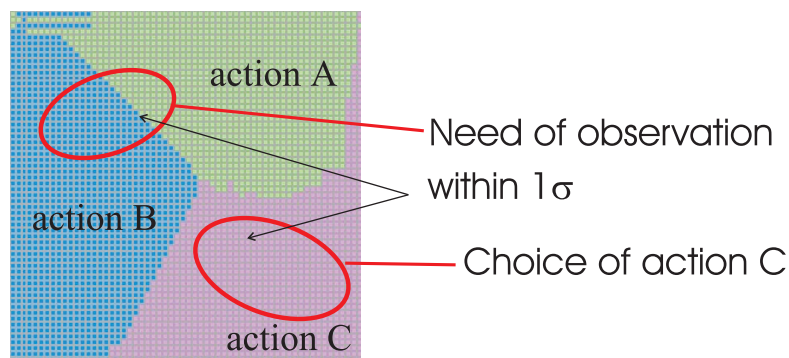 action A
Need of observation
within 1σ
action B
Choice of action C
action C